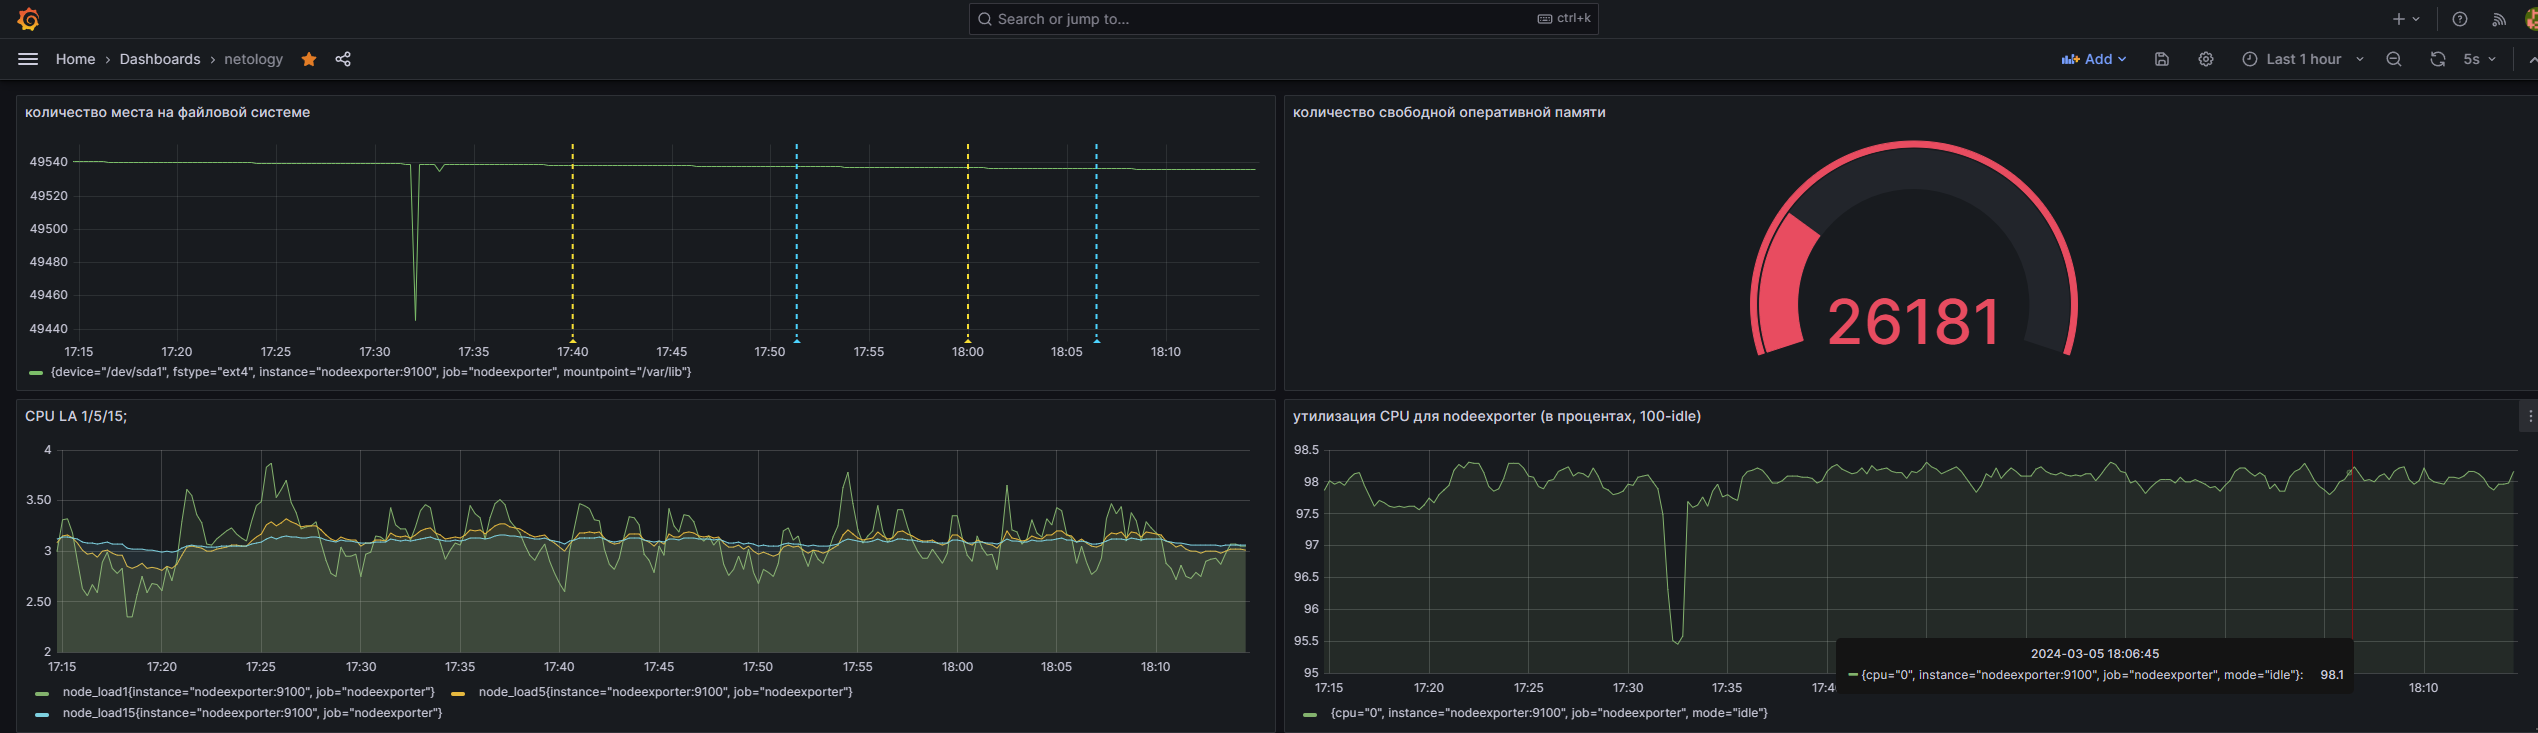 Search or jump to...
ctrl+k
Home › Dashboards › netology
Add
Last 1 hour
5s
количество места на файловой системе
49540
49520
49500
49480
49460
49440
17:15 17:20 17:25 17:30 17:35 17:40 17:45 17:50 17:55 18:00 18:05 18:10
{device="/dev/sda1", fstype="ext4", instance="nodeexporter:9100", job="nodeexporter", mountpoint="/var/lib"}
количество свободной оперативной памяти
26181
CPU LA 1/5/15;
4
3.50
3
2.50
2
17:15 17:20 17:25 17:30 17:35 17:40 17:45 17:50 17:55 18:00 18:05 18:10
node_load1{instance="nodeexporter:9100", job="nodeexporter"} node_load5{instance="nodeexporter:9100", job="nodeexporter"}
node_load15{instance="nodeexporter:9100", job="nodeexporter"}
утилизация CPU для nodeexporter (в процентах, 100-idle)
98.5
98
97.5
97
96.5
96
95.5
95
17:15 17:20 17:25 17:30 17:35 18:10
2024-03-05 18:06:45
{cpu="0", instance="nodeexporter:9100", job="nodeexporter", mode="idle"}: 98.1
{cpu="0", instance="nodeexporter:9100", job="nodeexporter", mode="idle"}